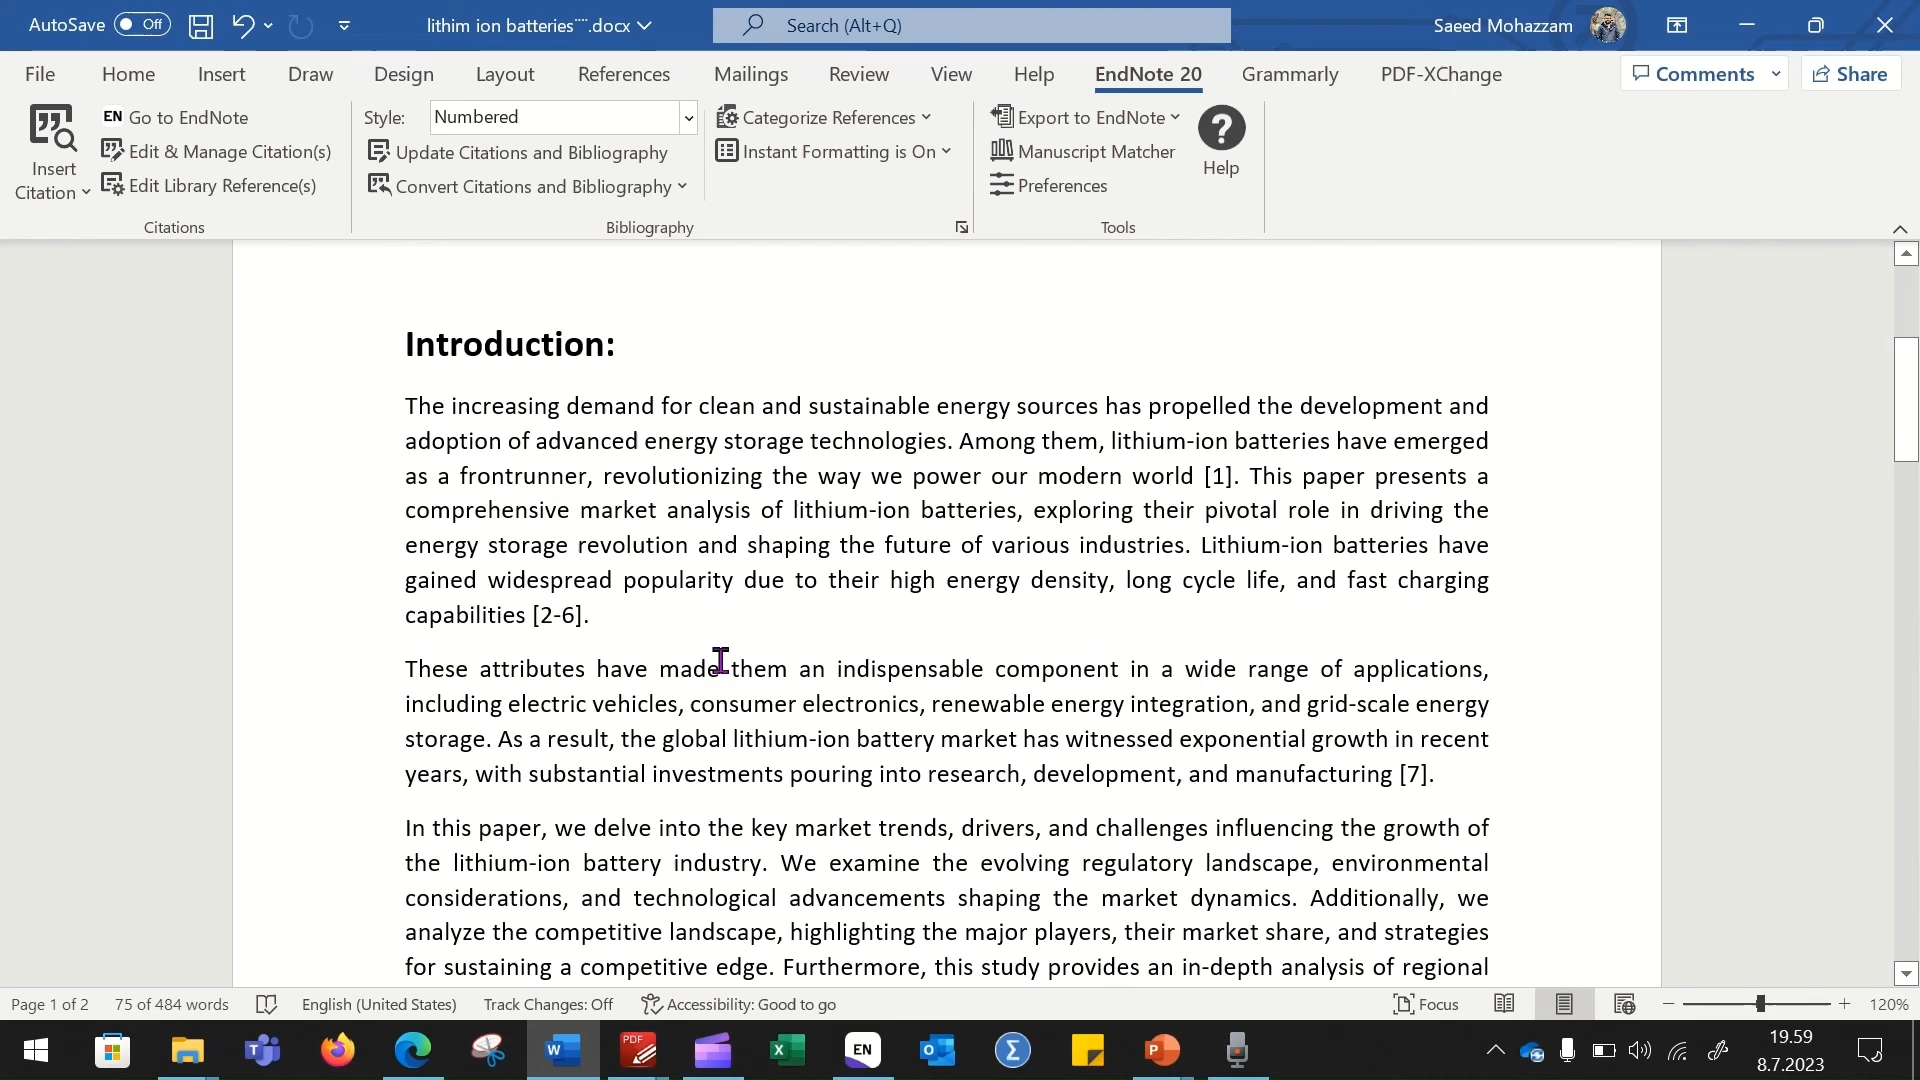 AutoSave Off lithim ion batteries¨¨.docx Search (Alt+Q) Saeed Mohazzam
File Home Insert Draw Design Layout References Mailings Review View Help EndNote 20 Grammarly PDF-XChange Comments Share
Insert Citation
EN Go to EndNote
Edit & Manage Citation(s)
Edit Library Reference(s)
Citations
Style: Numbered
Update Citations and Bibliography
Convert Citations and Bibliography
Categorize References
Instant Formatting is On
Bibliography
Export to EndNote
Manuscript Matcher
Preferences
Help
Tools
Introduction:
The increasing demand for clean and sustainable energy sources has propelled the development and
adoption of advanced energy storage technologies. Among them, lithium-ion batteries have emerged
as a frontrunner, revolutionizing the way we power our modern world [1]. This paper presents a
comprehensive market analysis of lithium-ion batteries, exploring their pivotal role in driving the
energy storage revolution and shaping the future of various industries. Lithium-ion batteries have
gained widespread popularity due to their high energy density, long cycle life, and fast charging
capabilities [2-6].
These attributes have made them an indispensable component in a wide range of applications,
including electric vehicles, consumer electronics, renewable energy integration, and grid-scale energy
storage. As a result, the global lithium-ion battery market has witnessed exponential growth in recent
years, with substantial investments pouring into research, development, and manufacturing [7].
In this paper, we delve into the key market trends, drivers, and challenges influencing the growth of
the lithium-ion battery industry. We examine the evolving regulatory landscape, environmental
considerations, and technological advancements shaping the market dynamics. Additionally, we
analyze the competitive landscape, highlighting the major players, their market share, and strategies
for sustaining a competitive edge. Furthermore, this study provides an in-depth analysis of regional
Page 1 of 2 75 of 484 words English (United States) Track Changes: Off Accessibility: Good to go Focus 120%
W PDF X EN O Σ P
19.59
8.7.2023